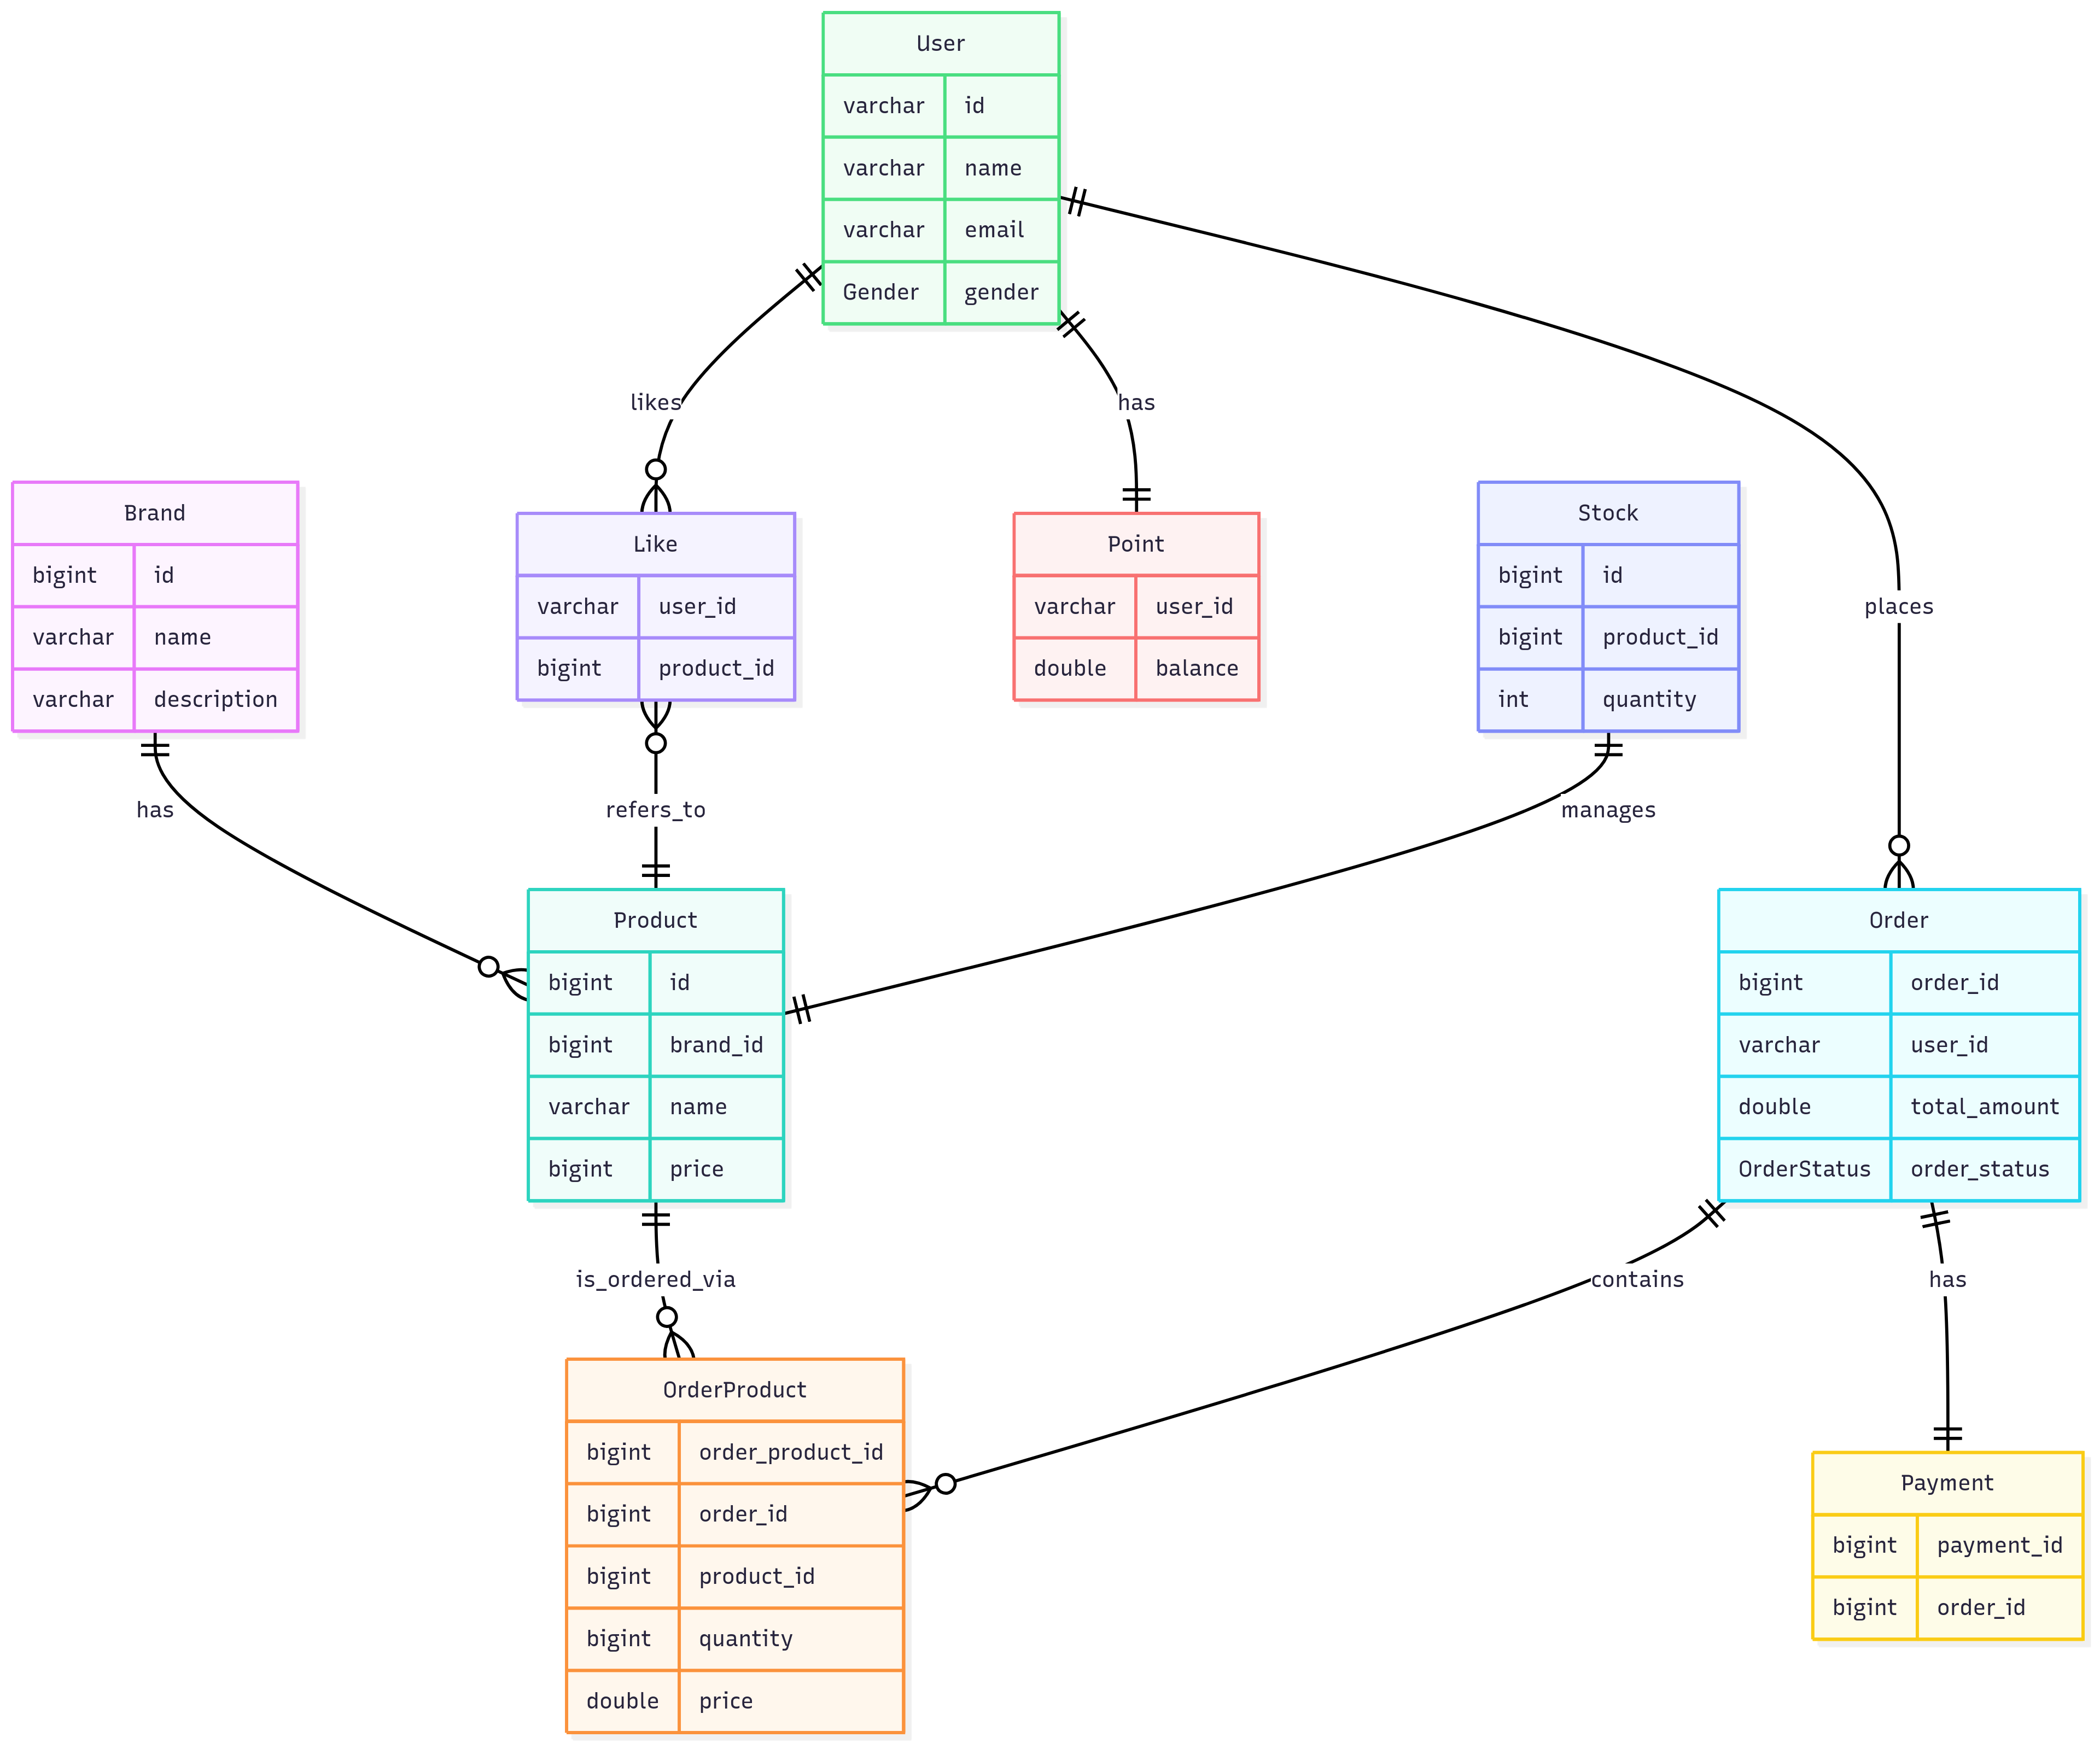 User
varchar id
varchar name
varchar email
Gender gender
likes
has
places
Brand
bigint id
varchar name
varchar description
Like
varchar user_id
bigint product_id
Point
varchar user_id
double balance
Stock
bigint id
bigint product_id
int quantity
has
refers_to
manages
Product
bigint id
bigint brand_id
varchar name
bigint price
Order
bigint order_id
varchar user_id
double total_amount
OrderStatus order_status
is_ordered_via
contains
has
OrderProduct
bigint order_product_id
bigint order_id
bigint product_id
bigint quantity
double price
Payment
bigint payment_id
bigint order_id